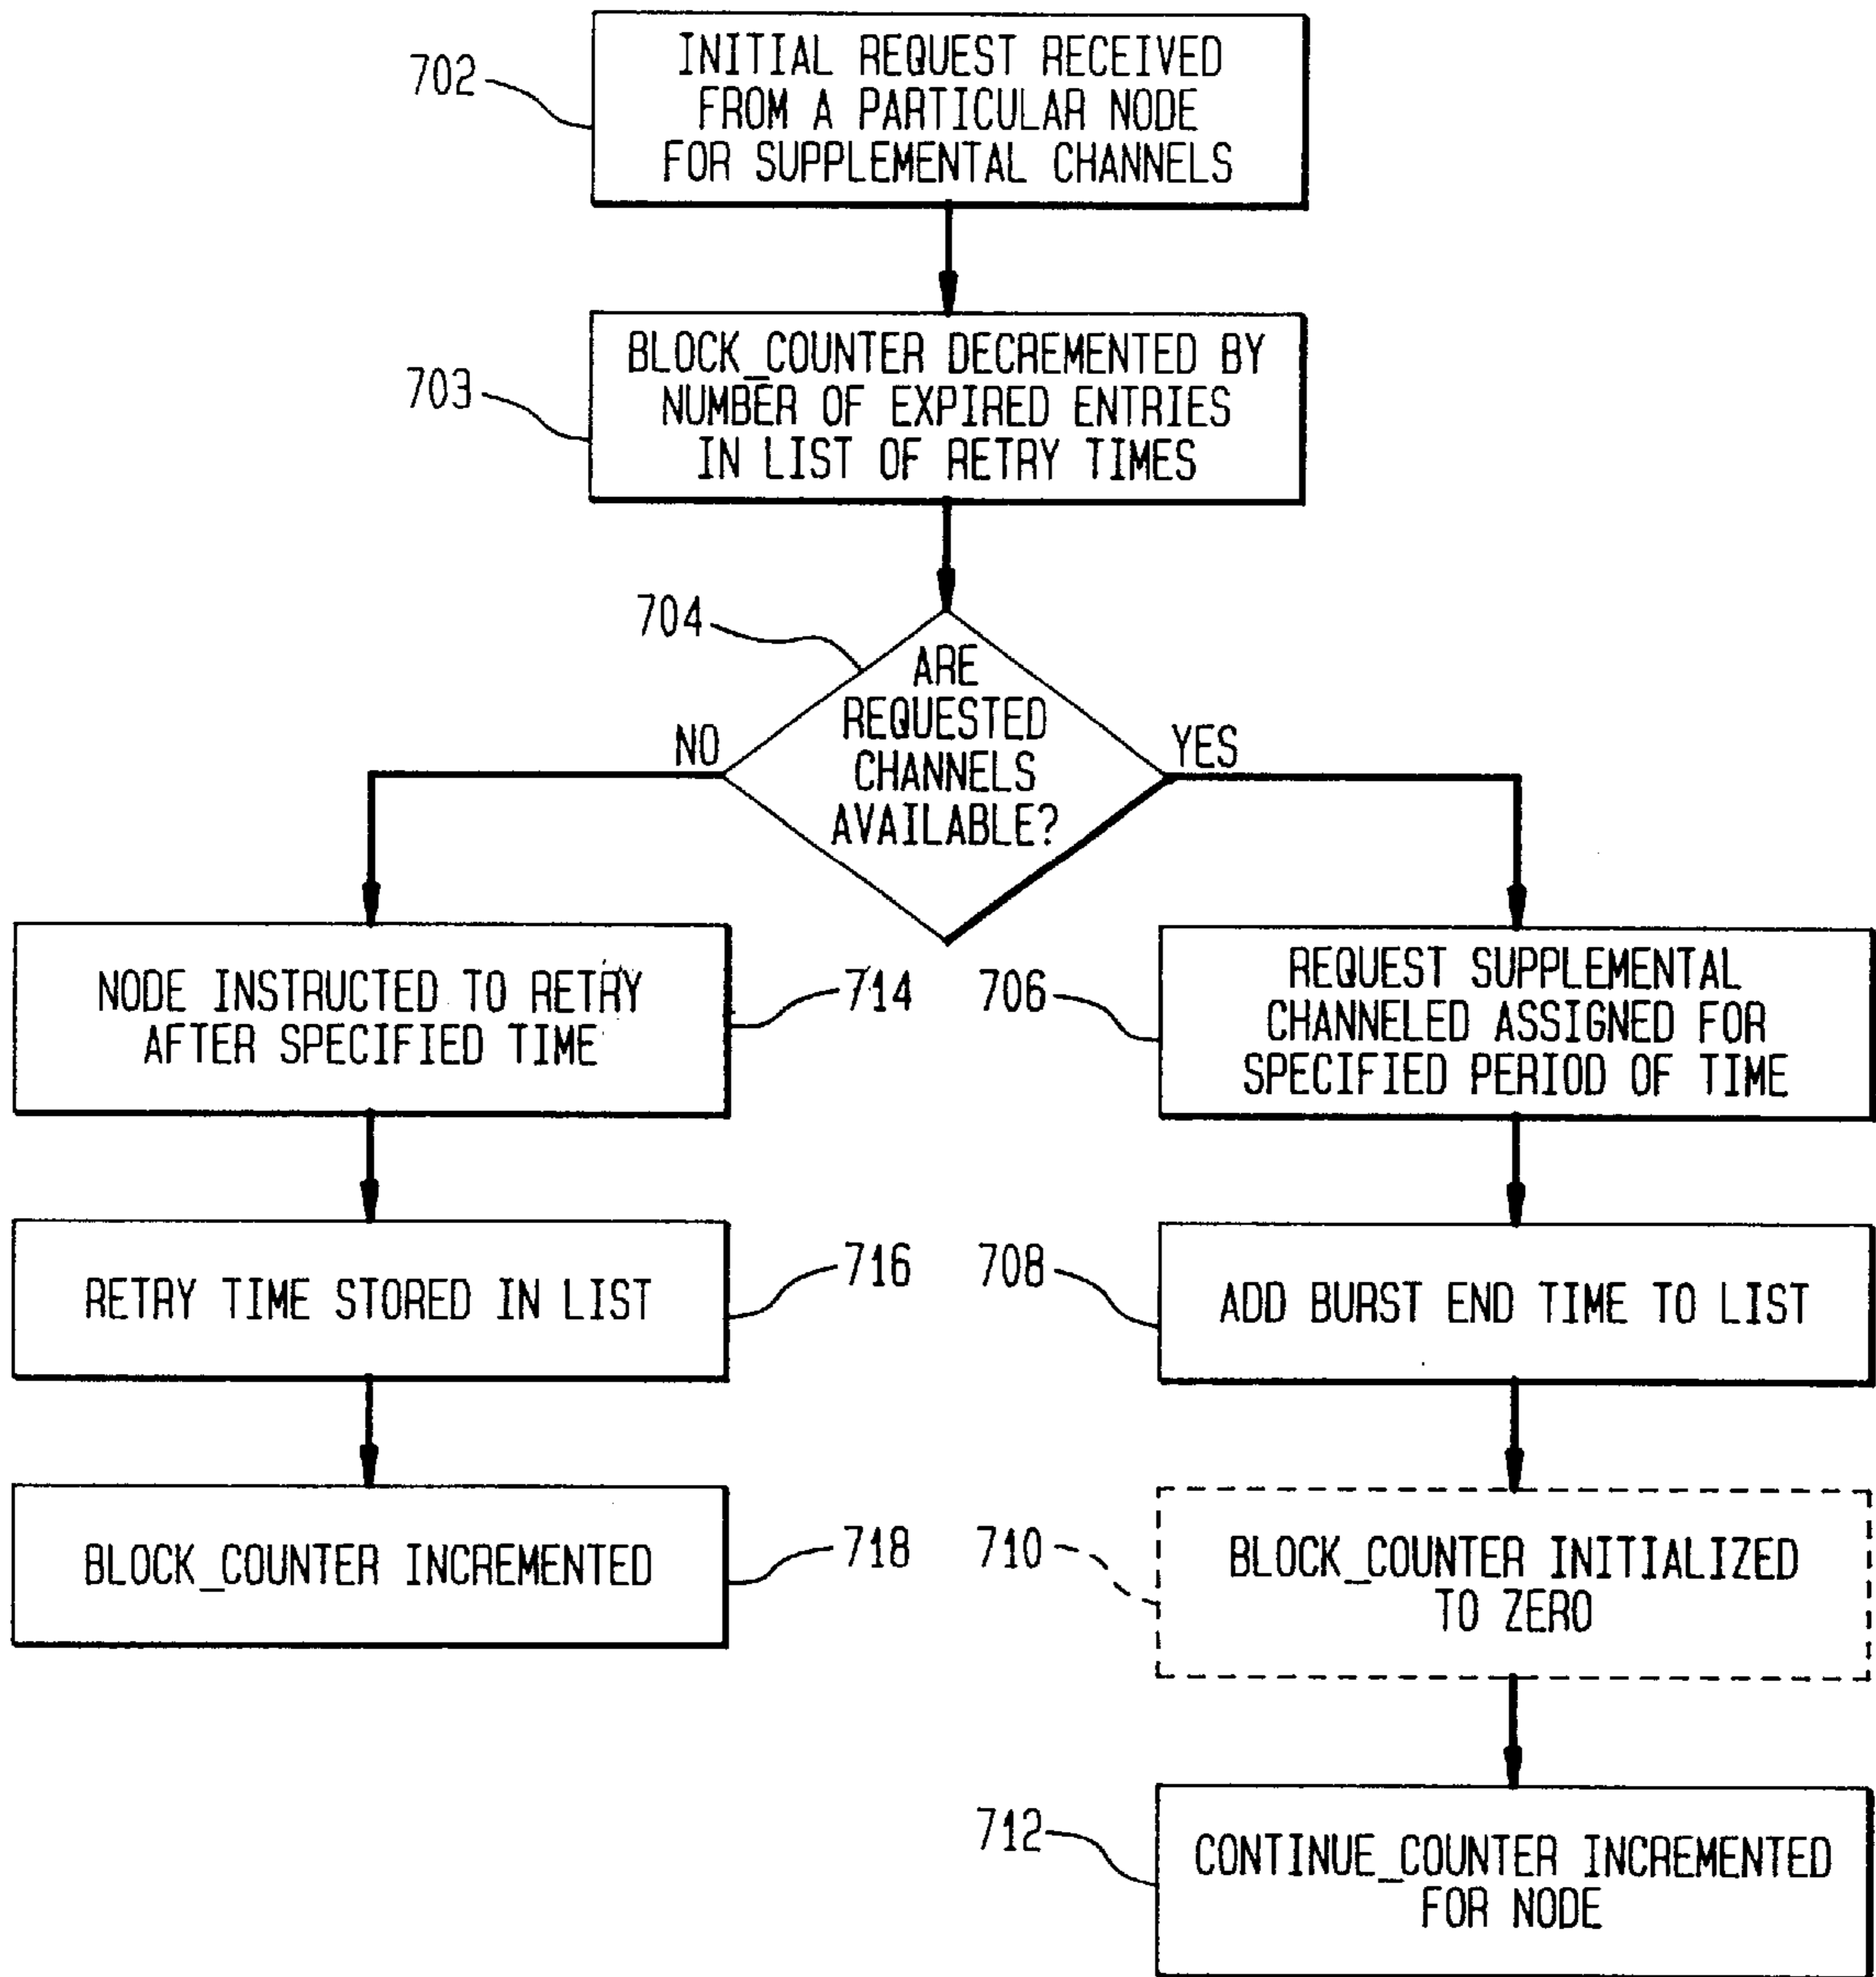 702
INITIAL REQUEST RECEIVED
FROM A PARTICULAR NODE
FOR SUPPLEMENTAL CHANNELS
703
BLOCK_COUNTER DECREMENTED BY
NUMBER OF EXPIRED ENTRIES
IN LIST OF RETRY TIMES
704
ARE
REQUESTED
CHANNELS
AVAILABLE?
NO
YES
NODE INSTRUCTED TO RETRY
AFTER SPECIFIED TIME
714
706
REQUEST SUPPLEMENTAL
CHANNELED ASSIGNED FOR
SPECIFIED PERIOD OF TIME
RETRY TIME STORED IN LIST
716
708
ADD BURST END TIME TO LIST
BLOCK_COUNTER INCREMENTED
718
710
BLOCK_COUNTER INITIALIZED
TO ZERO
712
CONTINUE_COUNTER INCREMENTED
FOR NODE